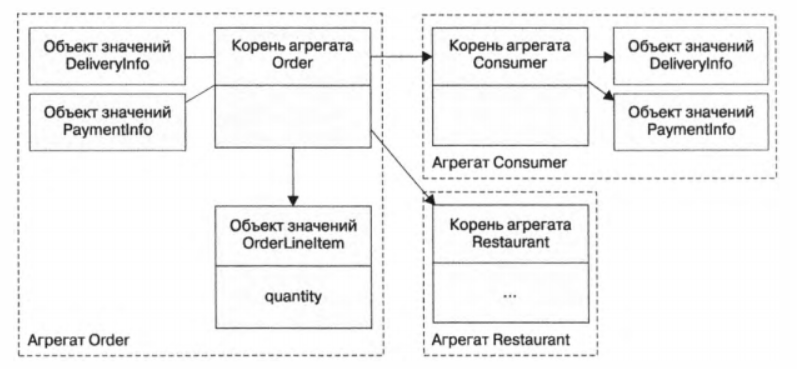 Объект значений
DeliveryInfo
Объект значений
PaymentInfo
Корень агрегата
Order
Объект значений
OrderLineItem
quantity
Агрегат Order
Корень агрегата
Consumer
Объект значений
DeliveryInfo
Объект значений
PaymentInfo
Агрегат Consumer
Корень агрегата
Restaurant
...
Агрегат Restaurant